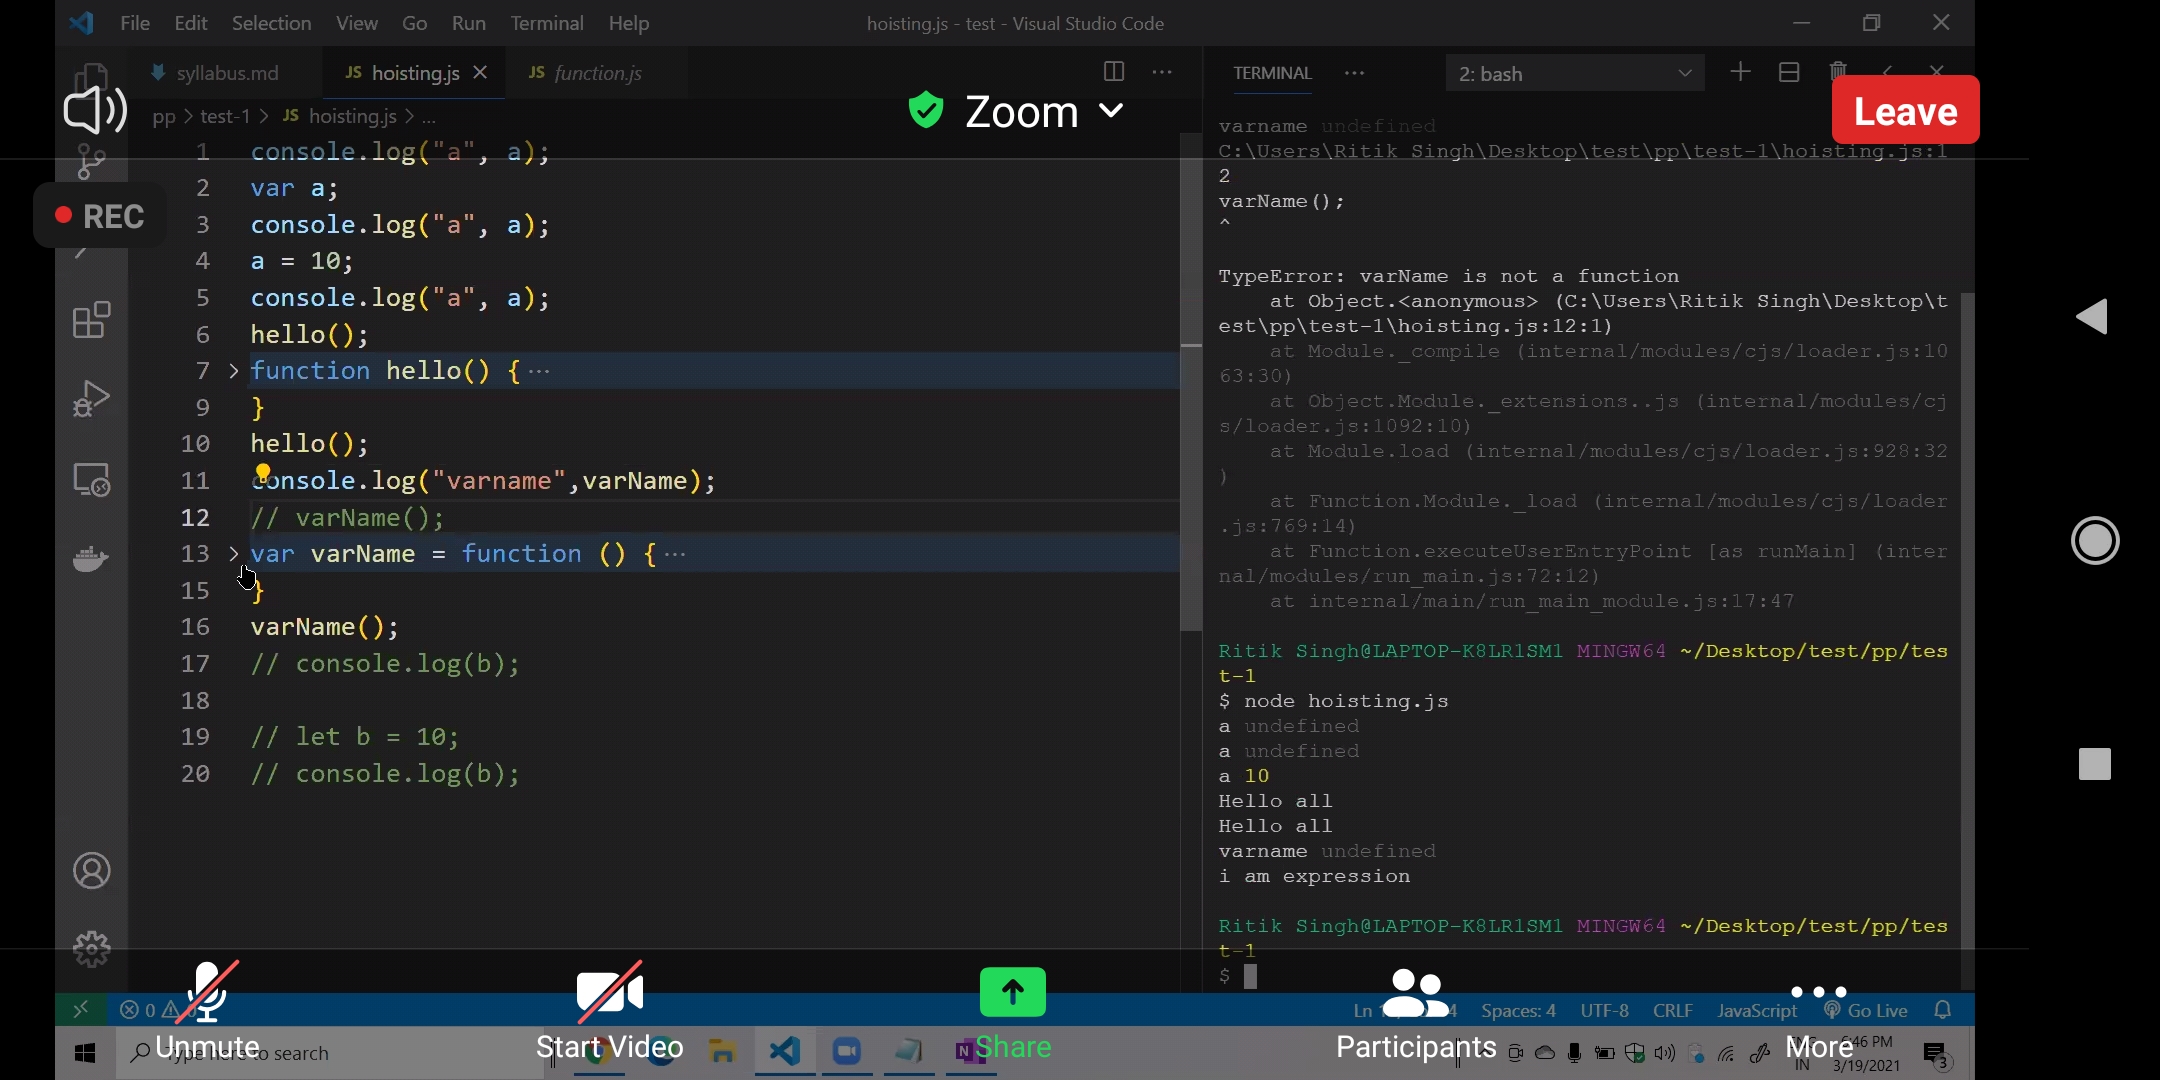 File Edit Selection View Go Run Terminal Help
hoisting.js - test - Visual Studio Code
syllabus.md
JS hoisting.js
JS function.js
pp > test-1 > JS hoisting.js > ...
Zoom
Leave
REC
1 console.log("a", a);
2 var a;
3 console.log("a", a);
4 a = 10;
5 console.log("a", a);
6 hello();
7 function hello() { ...
9 }
10 hello();
11 console.log("varname",varName);
12 // varName();
13 var varName = function () { ...
15 }
16 varName();
17 // console.log(b);
18
19 // let b = 10;
20 // console.log(b);
TERMINAL ...
2: bash
varname undefined
C:\Users\Ritik Singh\Desktop\test\pp\test-1\hoisting.js:1
2
varName();
^
TypeError: varName is not a function
at Object.<anonymous> (C:\Users\Ritik Singh\Desktop\t
est\pp\test-1\hoisting.js:12:1)
at Module._compile (internal/modules/cjs/loader.js:10
63:30)
at Object.Module._extensions..js (internal/modules/cj
s/loader.js:1092:10)
at Module.load (internal/modules/cjs/loader.js:928:32
)
at Function.Module._load (internal/modules/cjs/loader
.js:769:14)
at Function.executeUserEntryPoint [as runMain] (inter
nal/modules/run_main.js:72:12)
at internal/main/run_main_module.js:17:47
Ritik Singh@LAPTOP-K8LR1SM1 MINGW64 ~/Desktop/test/pp/tes
t-1
$ node hoisting.js
a undefined
a undefined
a 10
Hello all
Hello all
varname undefined
i am expression
Ritik Singh@LAPTOP-K8LR1SM1 MINGW64 ~/Desktop/test/pp/tes
t-1
$
0
Spaces: 4
UTF-8
CRLF
JavaScript
Go Live
Unmute
Start Video
Share
Participants
More
Type here to search
IN
46 PM
3/19/2021
3